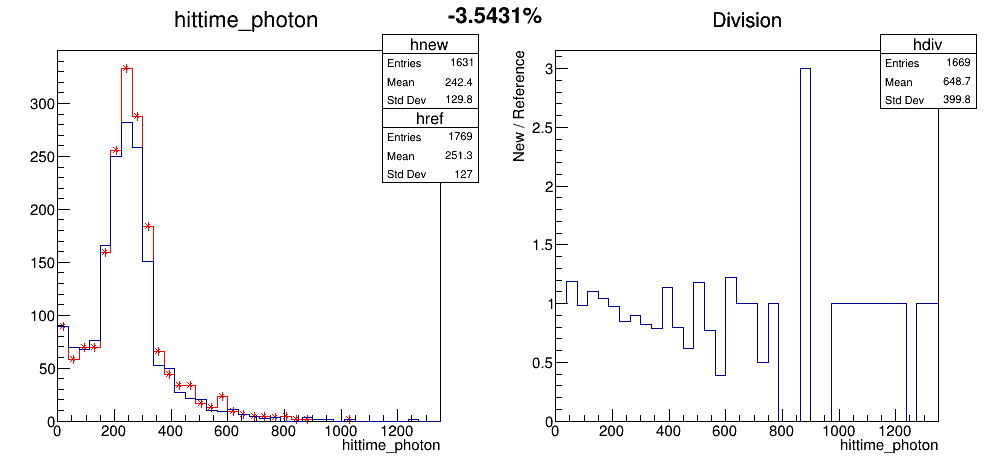 -3.5431%
hittime_photon
hnew
Entries 1631
Mean 242.4
Std Dev 129.8
href
Entries 1769
Mean 251.3
Std Dev 127
300
250
200
150
100
50
0
0 200 400 600 800 1000 1200
hittime_photon
Division
hdiv
Entries 1669
Mean 648.7
Std Dev 399.8
New / Reference
3
2.5
2
1.5
1
0.5
0
0 200 400 600 800 1000 1200
hittime_photon